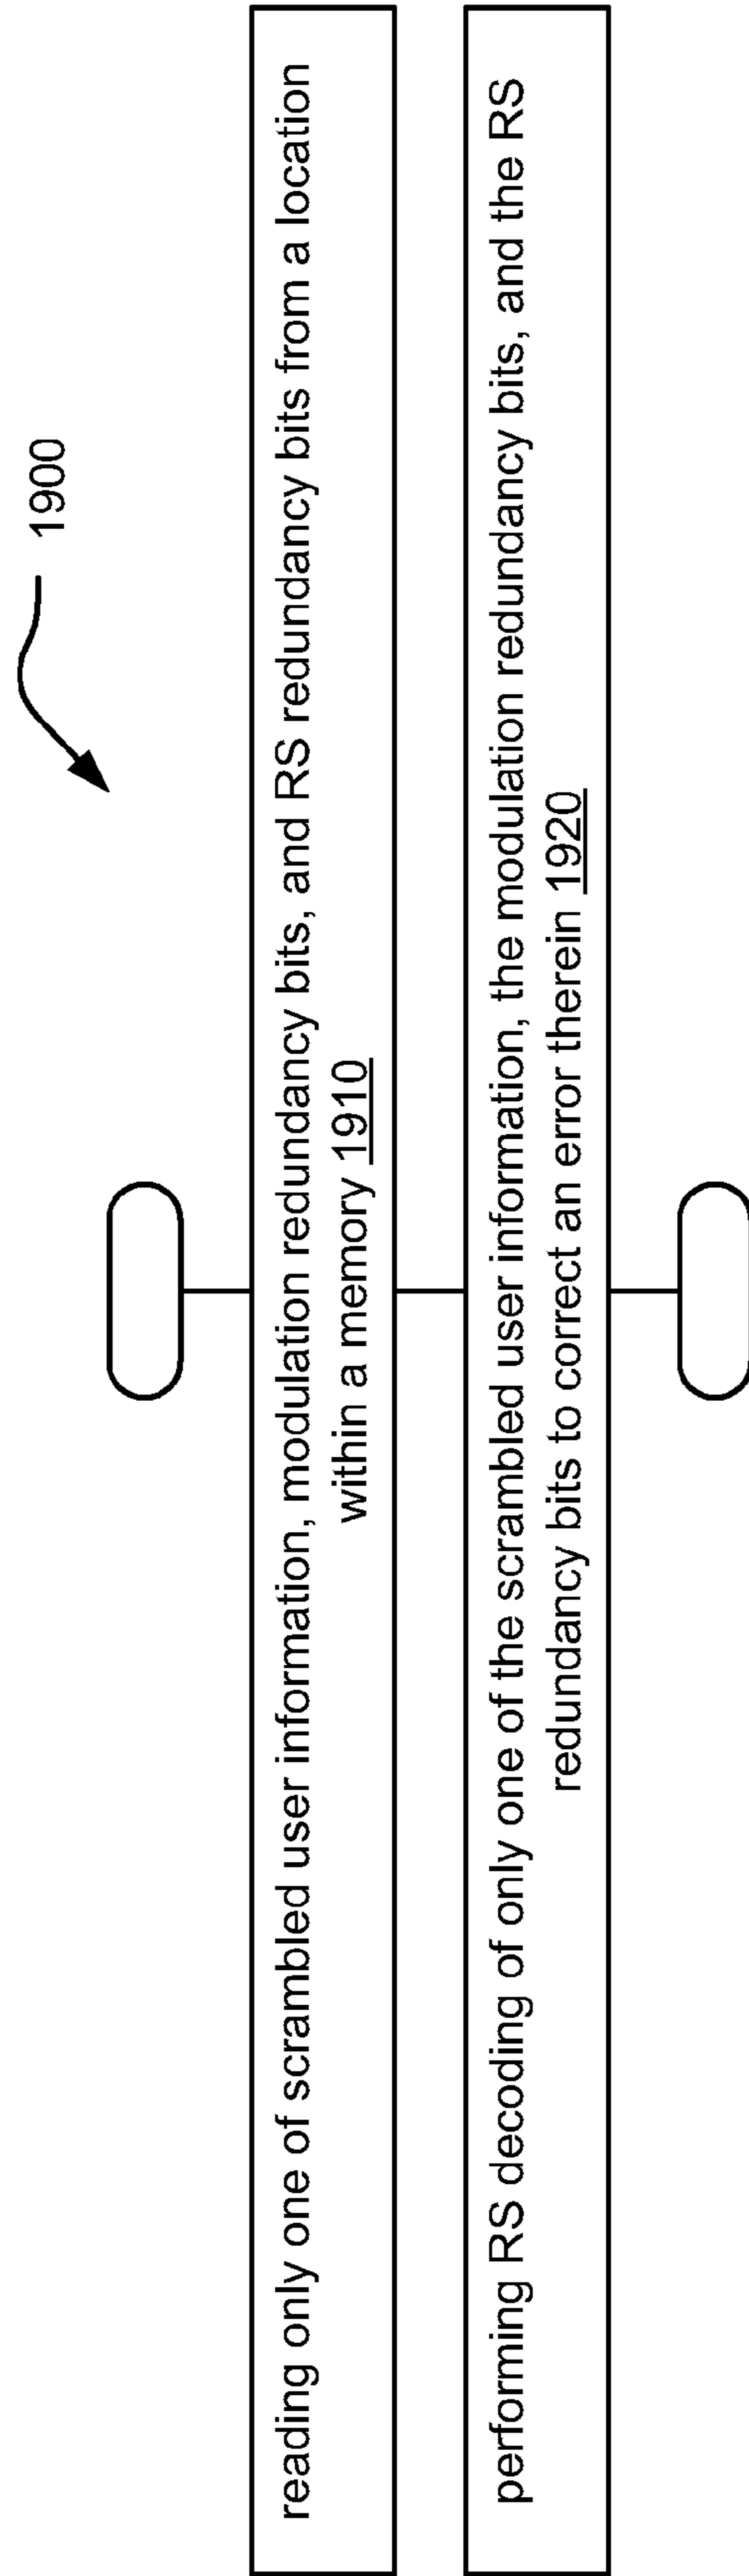 1900
reading only one of scrambled user information, modulation redundancy bits, and RS redundancy bits from a location
within a memory 1910
performing RS decoding of only one of the scrambled user information, the modulation redundancy bits, and the RS
redundancy bits to correct an error therein 1920